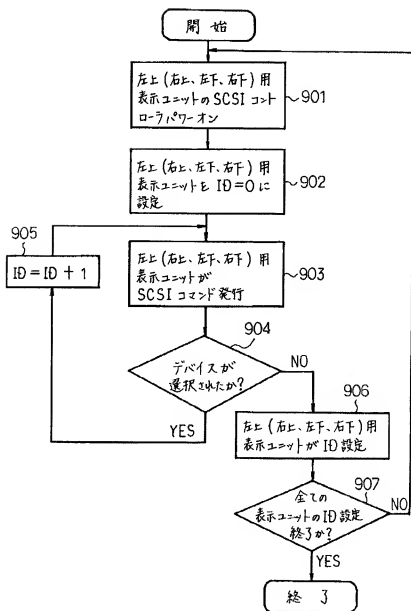 開始
左上(右上、左下、右下)用
表示ユニットのSCSIコント
ローラパワーオン
901
左上(右上、左下、右下)用
表示ユニットをID=0に
設定
902
905
ID=ID+1
左上(右上、左下、右下)用
表示ユニットが
SCSIコマンド発行
903
904
デバイスが
選択されたか?
NO
YES
906
左上(右上、左下、右下)用
表示ユニットがID設定
907
全ての
表示ユニットのID設定
終了か?
NO
YES
終了